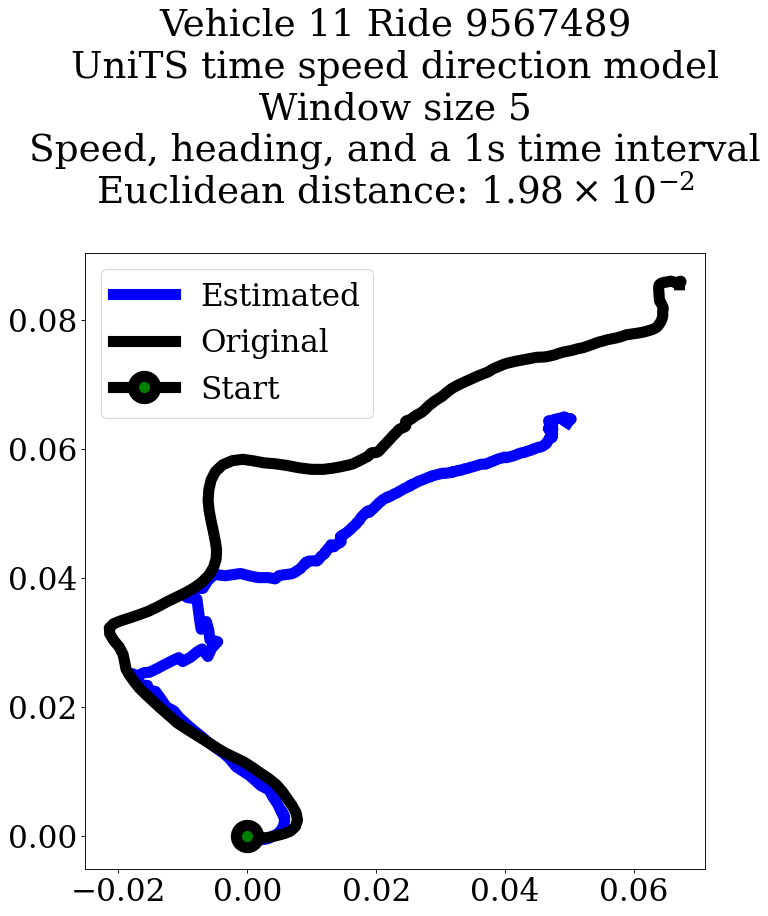 Vehicle 11 Ride 9567489
UniTS time speed direction model
Window size 5
Speed, heading, and a 1s time interval
Euclidean distance: 1.98 × 10⁻²
Estimated
Original
Start
0.08
0.06
0.04
0.02
0.00
−0.02 0.00 0.02 0.04 0.06